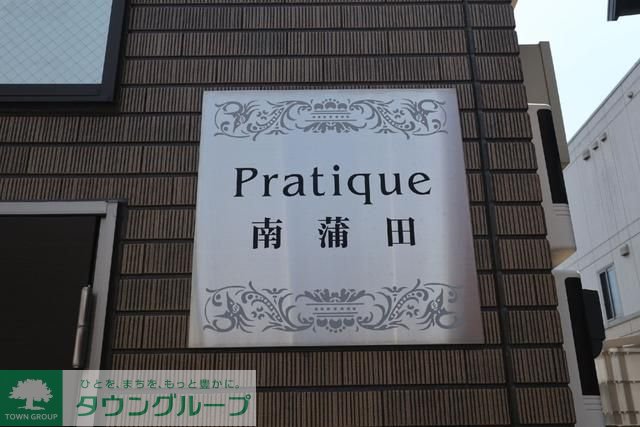 Pratique
南蒲田
ひとを、まちを、もっと豊かに。
タウングループ
TOWN GROUP